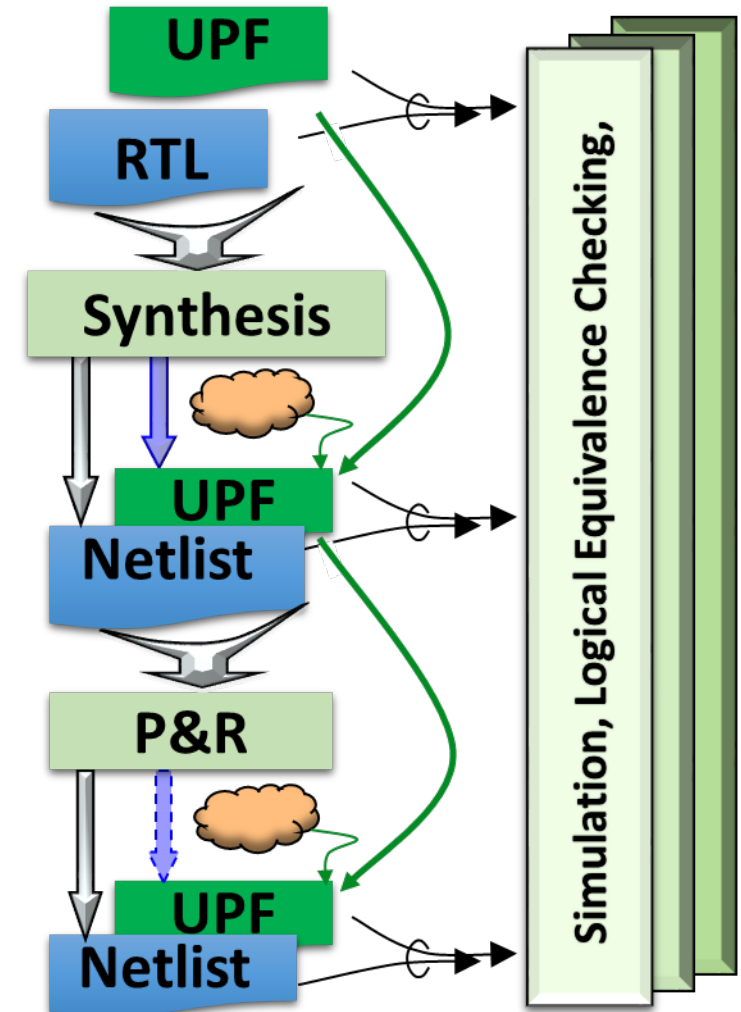 UPF
RTL
Synthesis
UPF
Netlist
P&R
UPF
Netlist
Simulation, Logical Equivalence Checking,